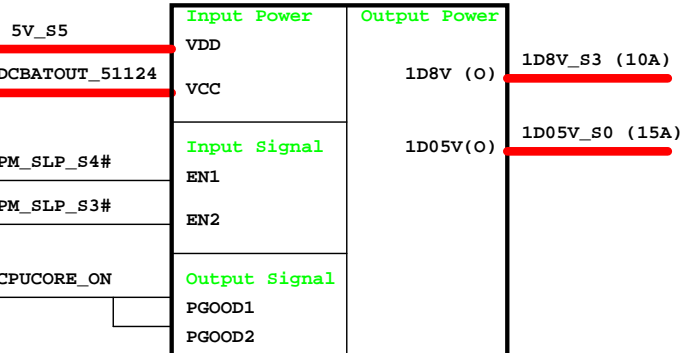 Input Power
Output Power
5V_S5
VDD
1D8V_S3 (10A)
DCBATOUT_51124
1D8V (O)
VCC
1D05V_S0 (15A)
Input Signal
1D05V(O)
PM_SLP_S4#
EN1
PM_SLP_S3#
EN2
CPUCORE_ON
Output Signal
PGOOD1
PGOOD2